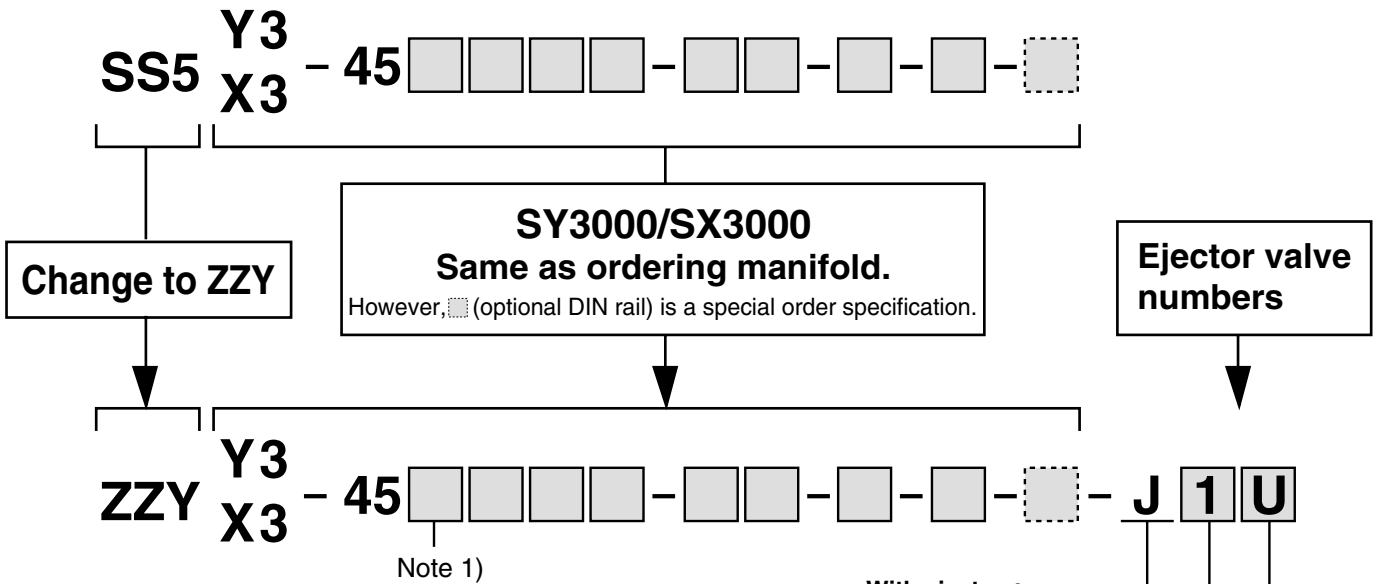 SS5 Y3 X3 – 45 – – – –
Change to ZZY
SY3000/SX3000
Same as ordering manifold.
However, (optional DIN rail) is a special order specification.
Ejector valve
numbers
ZZY Y3 X3 – 45 – – – – – J 1 U
Note 1)